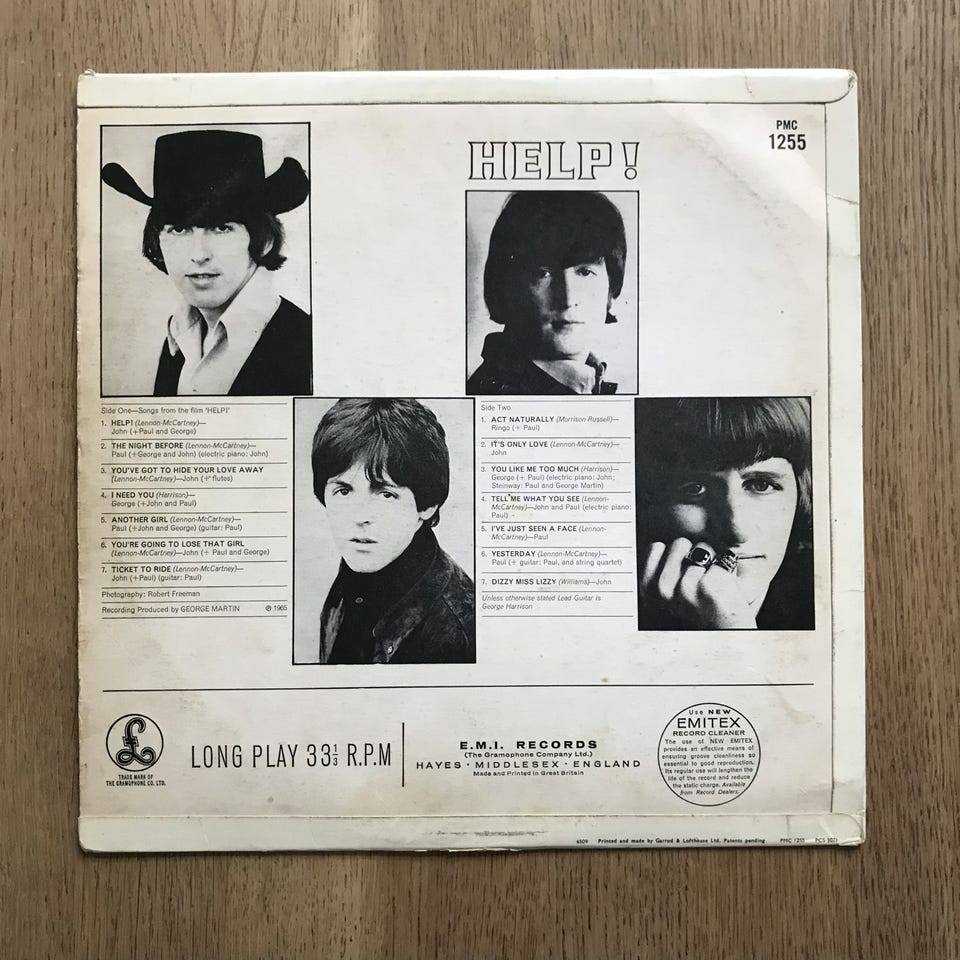 PMC
1255
HELP!
Side One—Songs from the film 'HELP!'
1. HELP! (Lennon-McCartney)—
John (+Paul and George)
2. THE NIGHT BEFORE (Lennon-McCartney)—
Paul (+George and John) (electric piano: John)
3. YOU'VE GOT TO HIDE YOUR LOVE AWAY
(Lennon-McCartney)—John (+ flutes)
4. I NEED YOU (Harrison)—
George (+John and Paul)
5. ANOTHER GIRL (Lennon-McCartney)—
Paul (+John and George) (guitar: Paul)
6. YOU'RE GOING TO LOSE THAT GIRL
(Lennon-McCartney)—John (+ Paul and George)
7. TICKET TO RIDE (Lennon-McCartney)—
John (+Paul) (guitar: Paul)
Photography: Robert Freeman
Recording Produced by GEORGE MARTIN ℗ 1965
Side Two
1. ACT NATURALLY (Morrison-Russell)—
Ringo (+ Paul)
2. IT'S ONLY LOVE (Lennon-McCartney)—
John
3. YOU LIKE ME TOO MUCH (Harrison)—
George (+ Paul) (electric piano: John;
Steinway: Paul and George Martin)
4. TELL ME WHAT YOU SEE (Lennon-
McCartney)—John and Paul (electric piano:
Paul)
5. I'VE JUST SEEN A FACE (Lennon-
McCartney)—Paul
6. YESTERDAY (Lennon-McCartney)—
Paul (+ guitar: Paul, and string quartet)
7. DIZZY MISS LIZZY (Williams)—John
Unless otherwise stated Lead Guitar is
George Harrison
TRADE MARK OF
THE GRAMOPHONE CO. LTD.
LONG PLAY 33⅓ R.P.M
E.M.I. RECORDS
(The Gramophone Company Ltd.)
HAYES · MIDDLESEX · ENGLAND
Made and Printed in Great Britain
Use NEW
EMITEX
RECORD CLEANER
The use of NEW EMITEX
provides an effective means of
ensuring groove cleanliness so
essential to good reproduction.
Its regular use will lengthen the
life of the record and reduce
the static charge. Available
from Record Dealers.
6509 Printed and made by Garrod & Lofthouse Ltd. Patents pending PMC 1255 PCS 3071